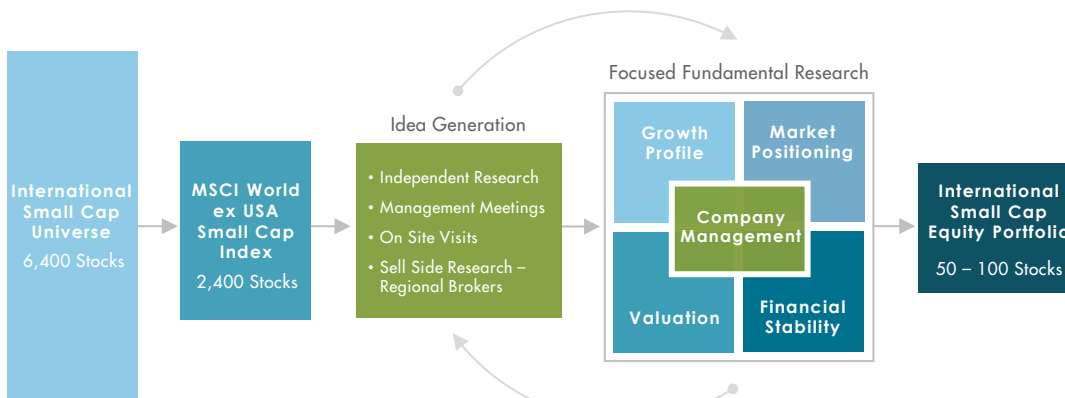 International
Small Cap
Universe
6,400 Stocks
MSCI World
ex USA
Small Cap
Index
2,400 Stocks
Idea Generation
• Independent Research
• Management Meetings
• On Site Visits
• Sell Side Research –
Regional Brokers
Focused Fundamental Research
Growth
Profile
Market
Positioning
Company
Management
Valuation
Financial
Stability
International
Small Cap
Equity Portfolio
50 – 100 Stocks